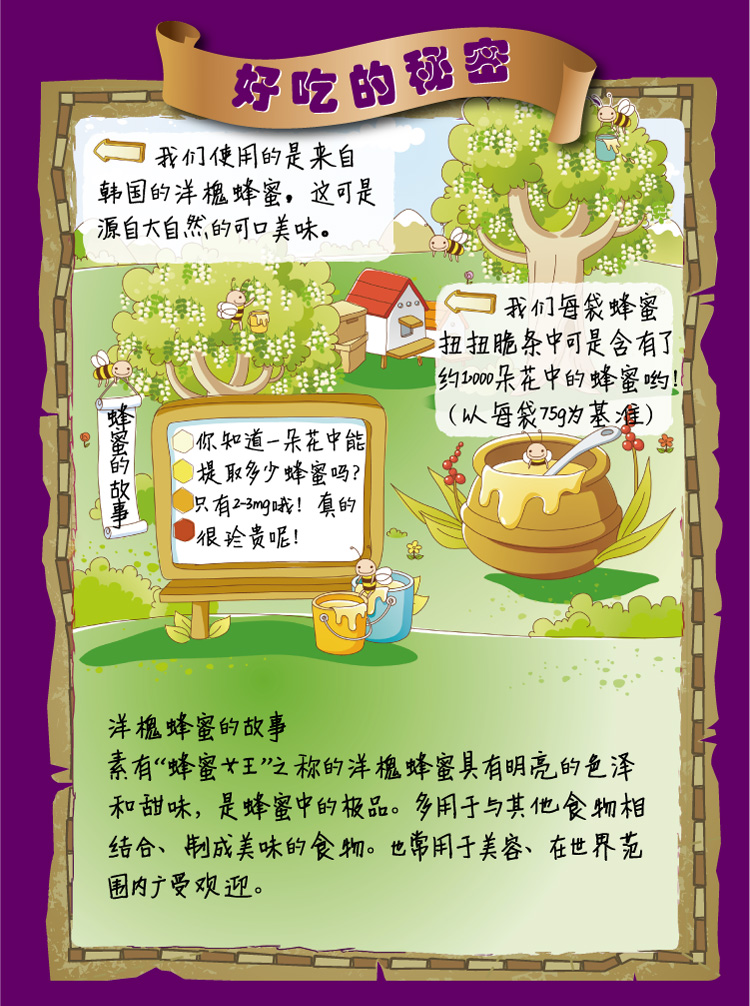 好吃的秘密
我们使用的是来自
韩国的洋槐蜂蜜，这可是
源自大自然的可口美味。
我们每袋蜂蜜
扭扭脆条中可是含有了
约1000朵花中的蜂蜜哟！
（以每袋75g为基准）
蜂蜜的故事
你知道一朵花中能
提取多少蜂蜜吗？
只有2-3mg哦！真的
很珍贵呢！
洋槐蜂蜜的故事
素有“蜂蜜女王”之称的洋槐蜂蜜具有明亮的色泽
和甜味，是蜂蜜中的极品。多用于与其他食物相
结合、制成美味的食物。也常用于美容、在世界范
围内广受欢迎。